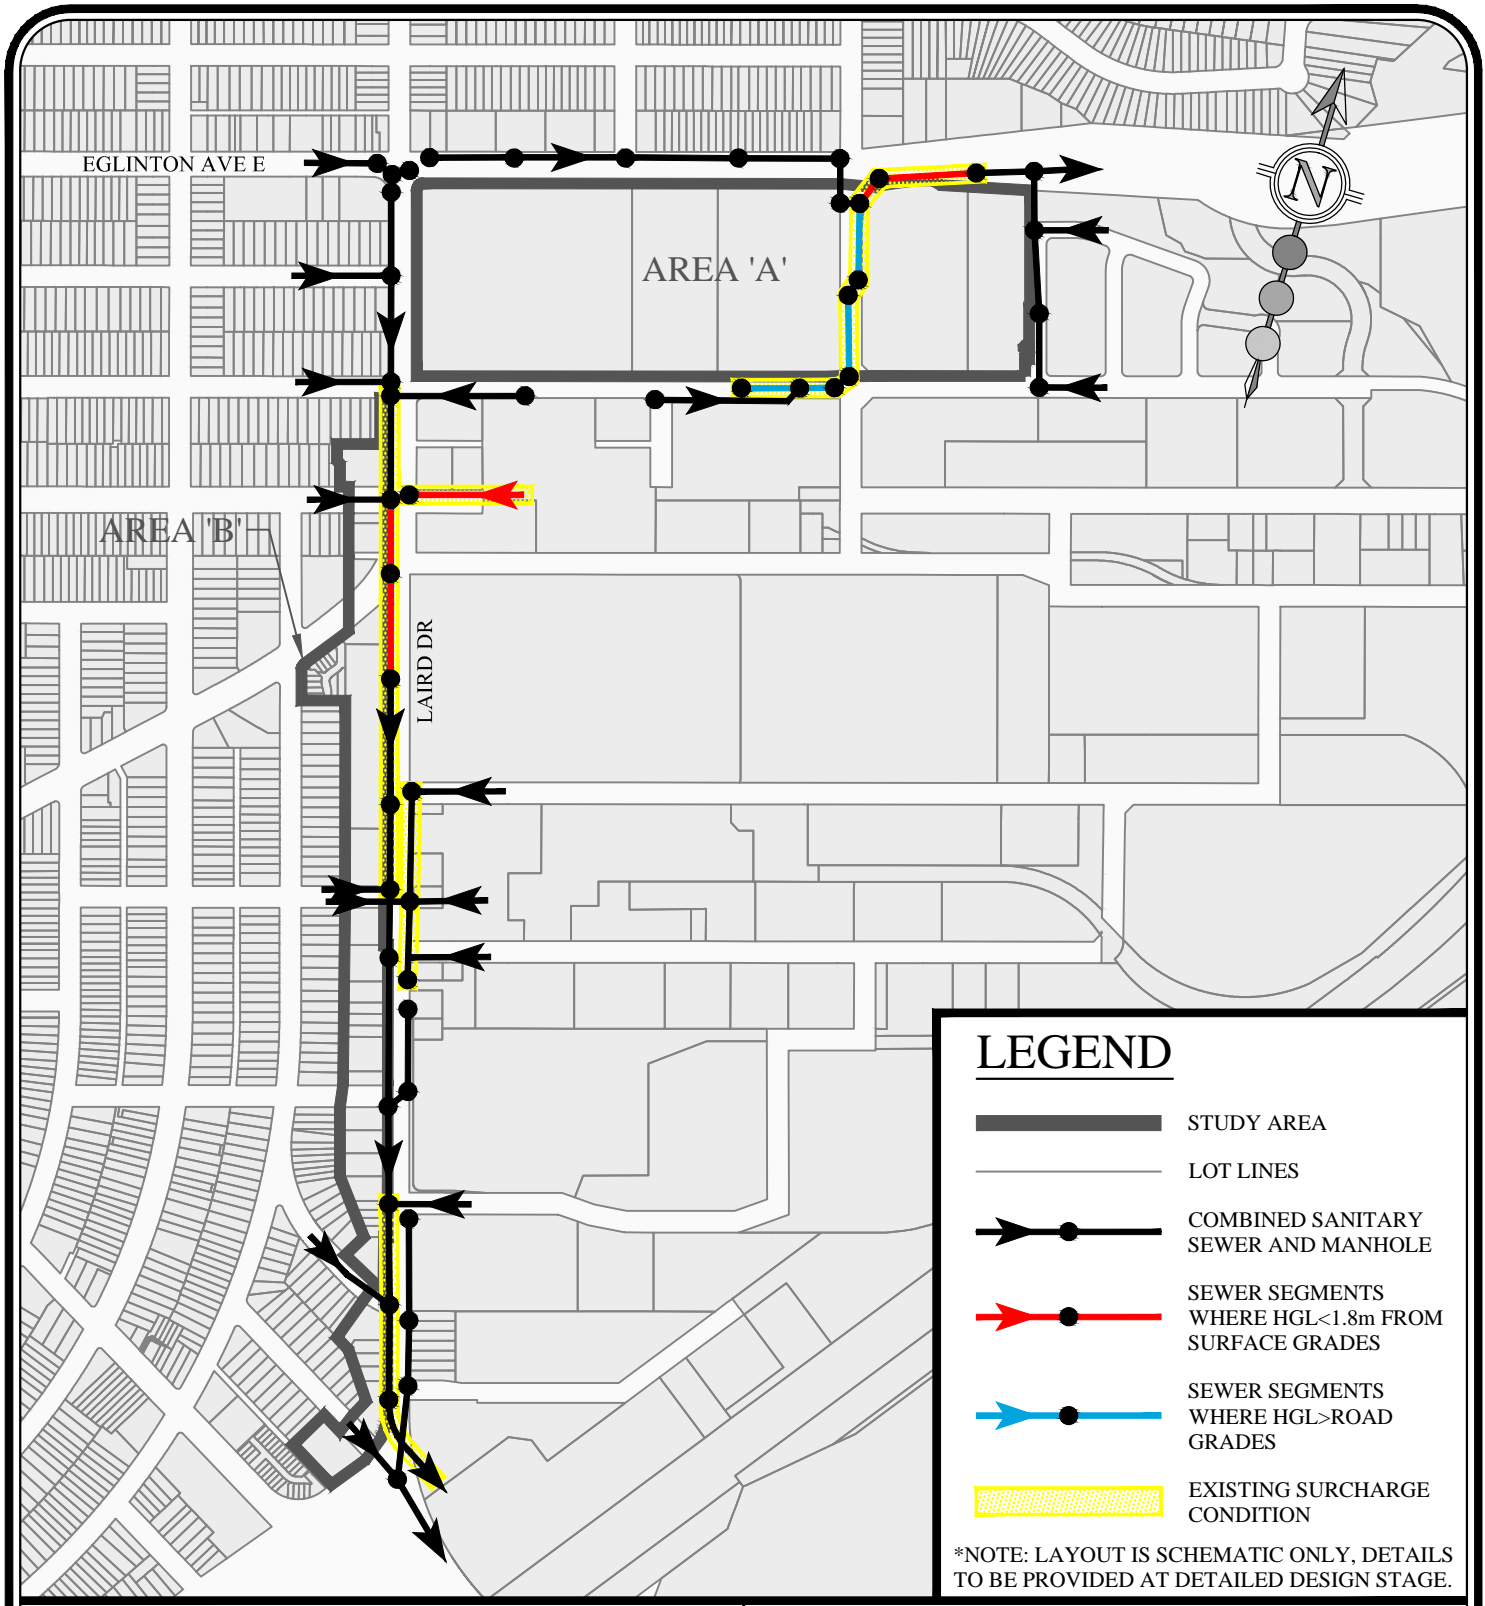 EGLINTON AVE E
AREA 'A'
N
AREA 'B'
LAIRD DR
LEGEND
STUDY AREA
LOT LINES
COMBINED SANITARY
SEWER AND MANHOLE
SEWER SEGMENTS
WHERE HGL<1.8m FROM
SURFACE GRADES
SEWER SEGMENTS
WHERE HGL>ROAD
GRADES
EXISTING SURCHARGE
CONDITION
*NOTE: LAYOUT IS SCHEMATIC ONLY, DETAILS
TO BE PROVIDED AT DETAILED DESIGN STAGE.